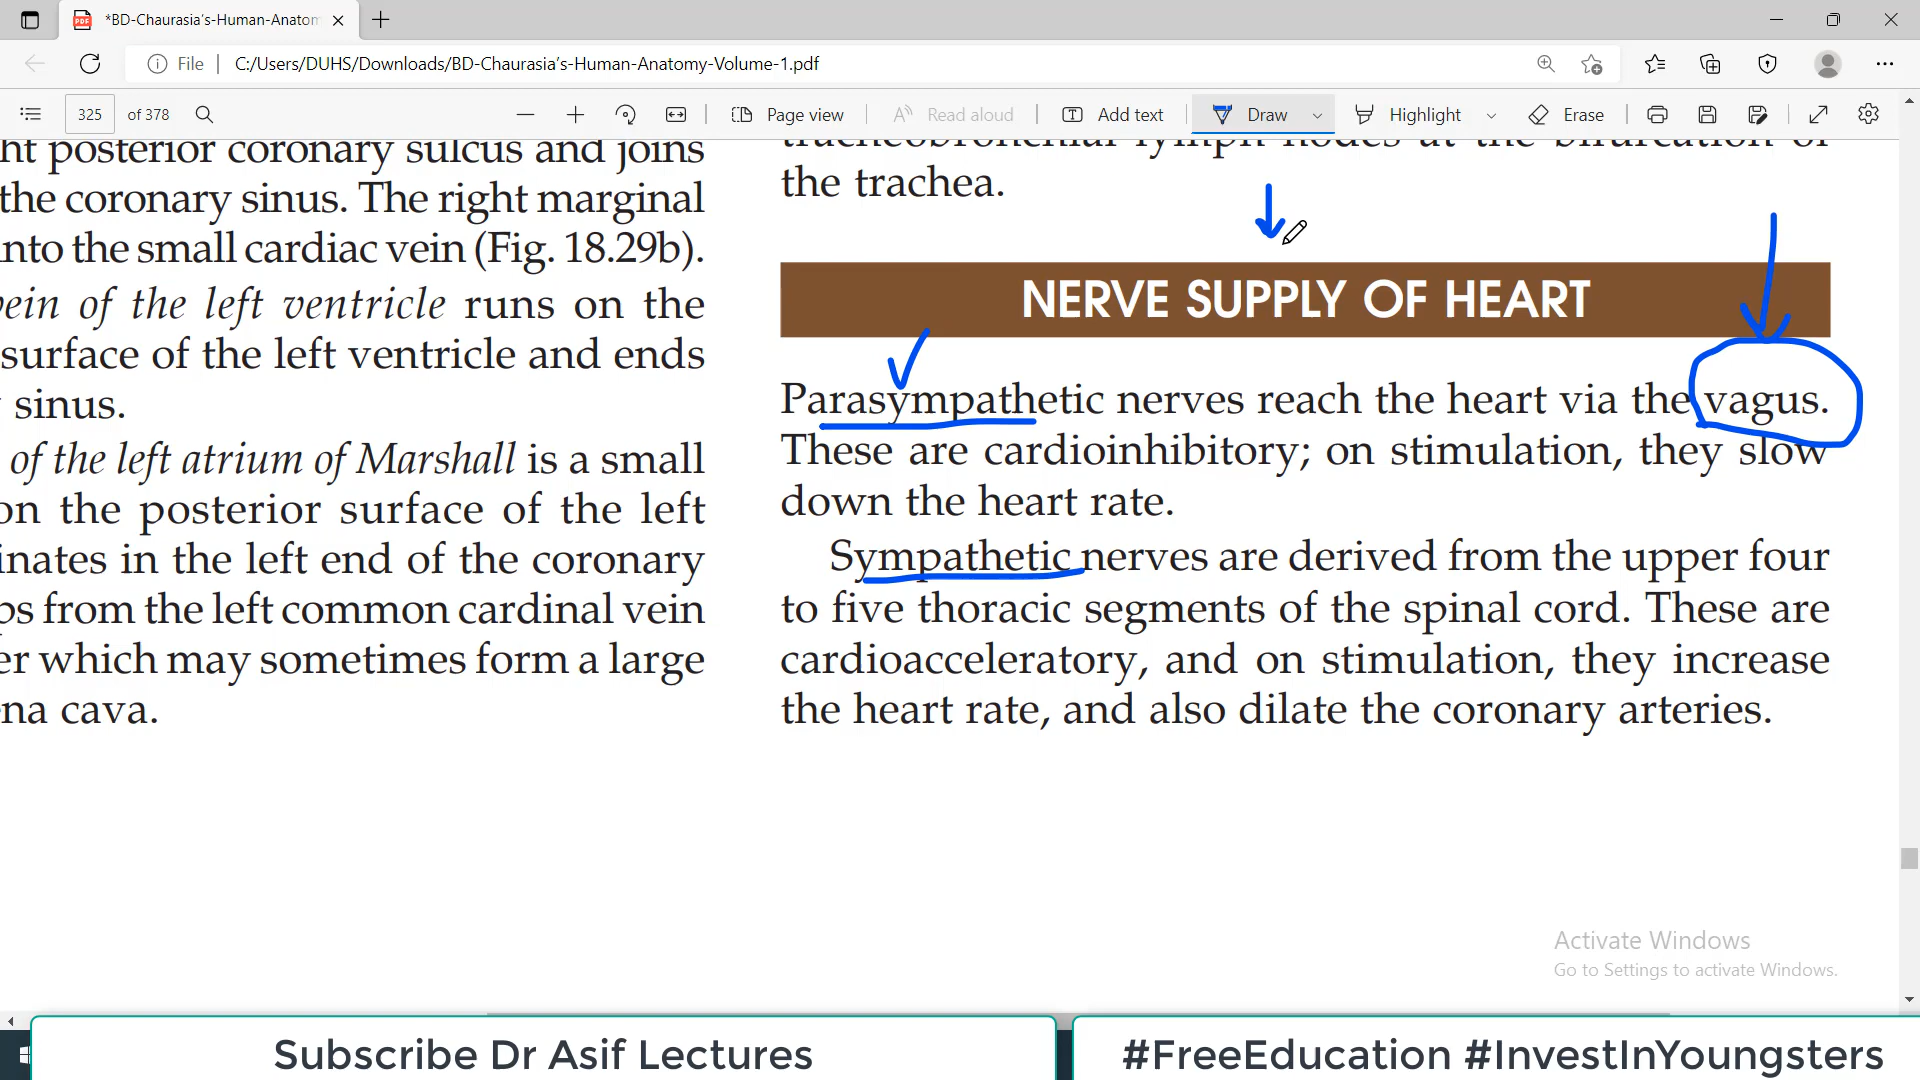 *BD-Chaurasia's-Human-Anatom
File
C:/Users/DUHS/Downloads/BD-Chaurasia's-Human-Anatomy-Volume-1.pdf
325 of 378
Page view
Read aloud
Add text
Draw
Highlight
Erase
ht posterior coronary sulcus and joins
the coronary sinus. The right marginal
nto the small cardiac vein (Fig. 18.29b).
vein of the left ventricle runs on the
surface of the left ventricle and ends
sinus.
of the left atrium of Marshall is a small
on the posterior surface of the left
inates in the left end of the coronary
ps from the left common cardinal vein
er which may sometimes form a large
na cava.
tracheobronchial lymph nodes at the bifurcation of
the trachea.
NERVE SUPPLY OF HEART
Parasympathetic nerves reach the heart via the vagus.
These are cardioinhibitory; on stimulation, they slow
down the heart rate.
Sympathetic nerves are derived from the upper four
to five thoracic segments of the spinal cord. These are
cardioacceleratory, and on stimulation, they increase
the heart rate, and also dilate the coronary arteries.
Activate Windows
Go to Settings to activate Windows.
Subscribe Dr Asif Lectures
#FreeEducation #InvestInYoungsters